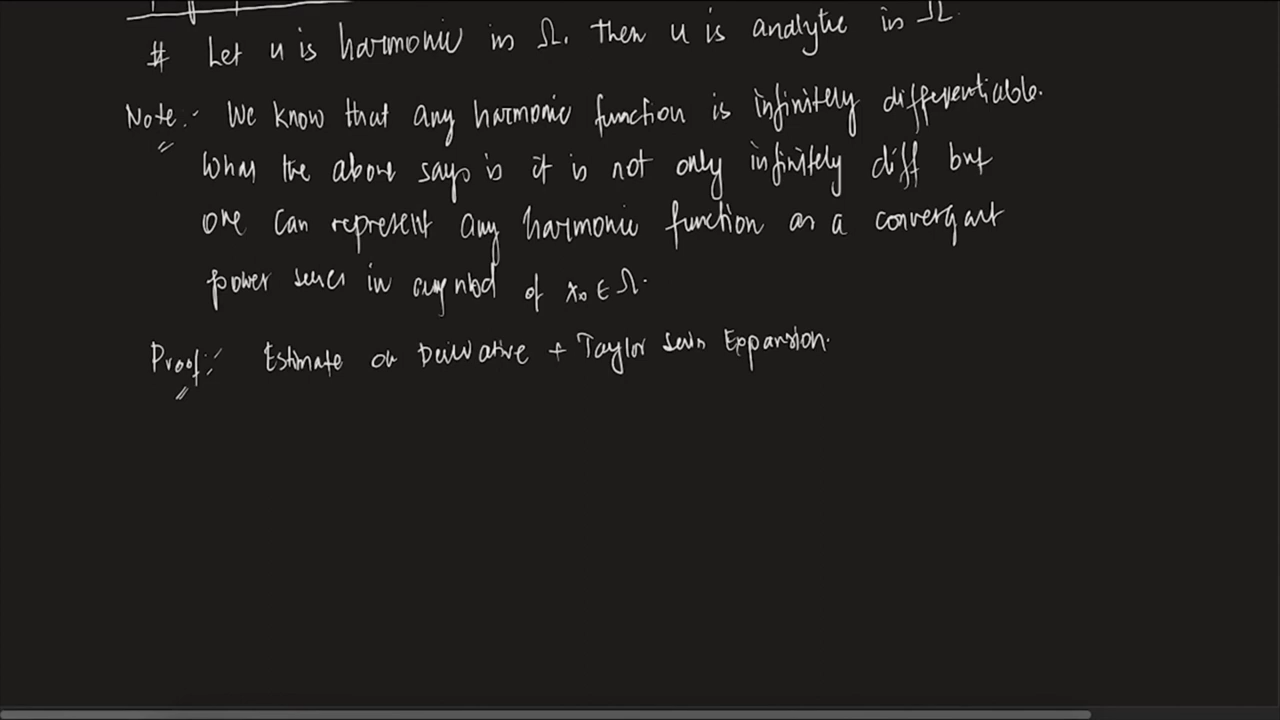 # Let u is harmonic in Ω. Then u is analytic in Ω.
Note:- We know that any harmonic function is infinitely differentiable.
What the above says is it is not only infinitely diff but
one can represent any harmonic function as a convergant
power series in any nbd of x₀ ∈ Ω.
Proof:- Estimate on Derivative + Taylor Series Expansion.